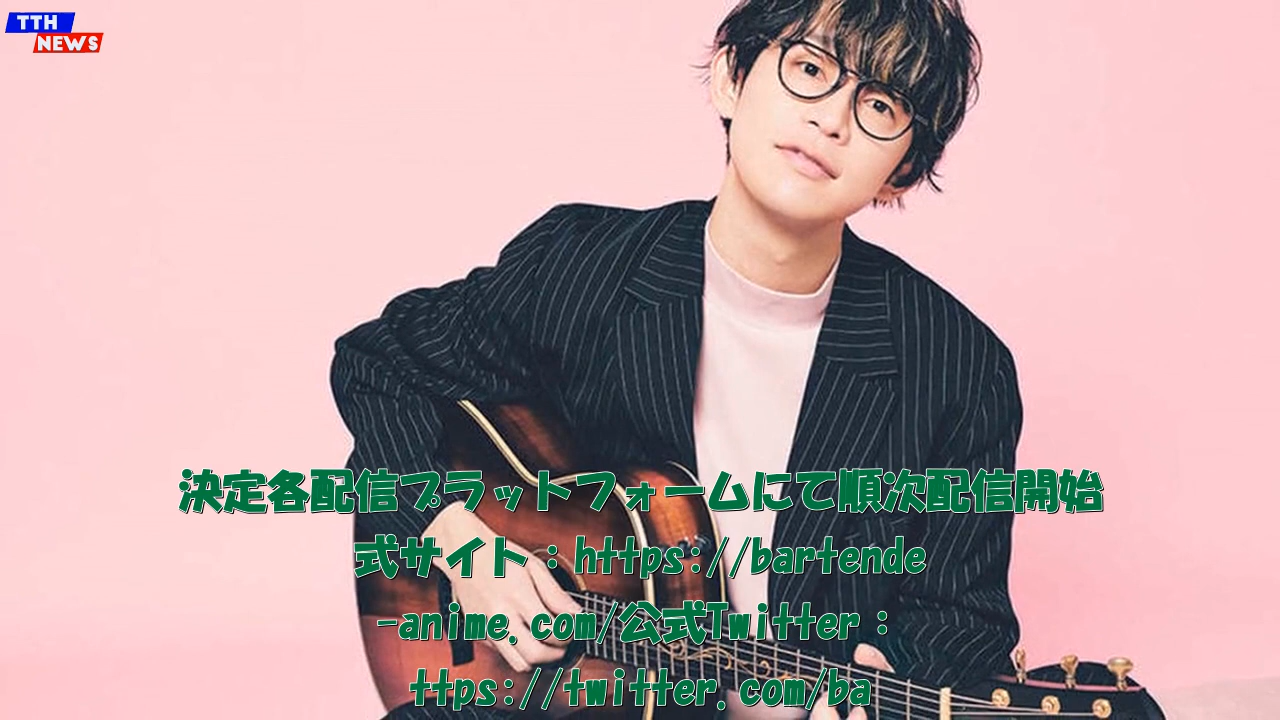 TTH
NEWS
決定各配信プラットフォームにて順次配信開始
式サイト：https://bartende
-anime.com/公式Twitter：
ttps://twitter.com/ba